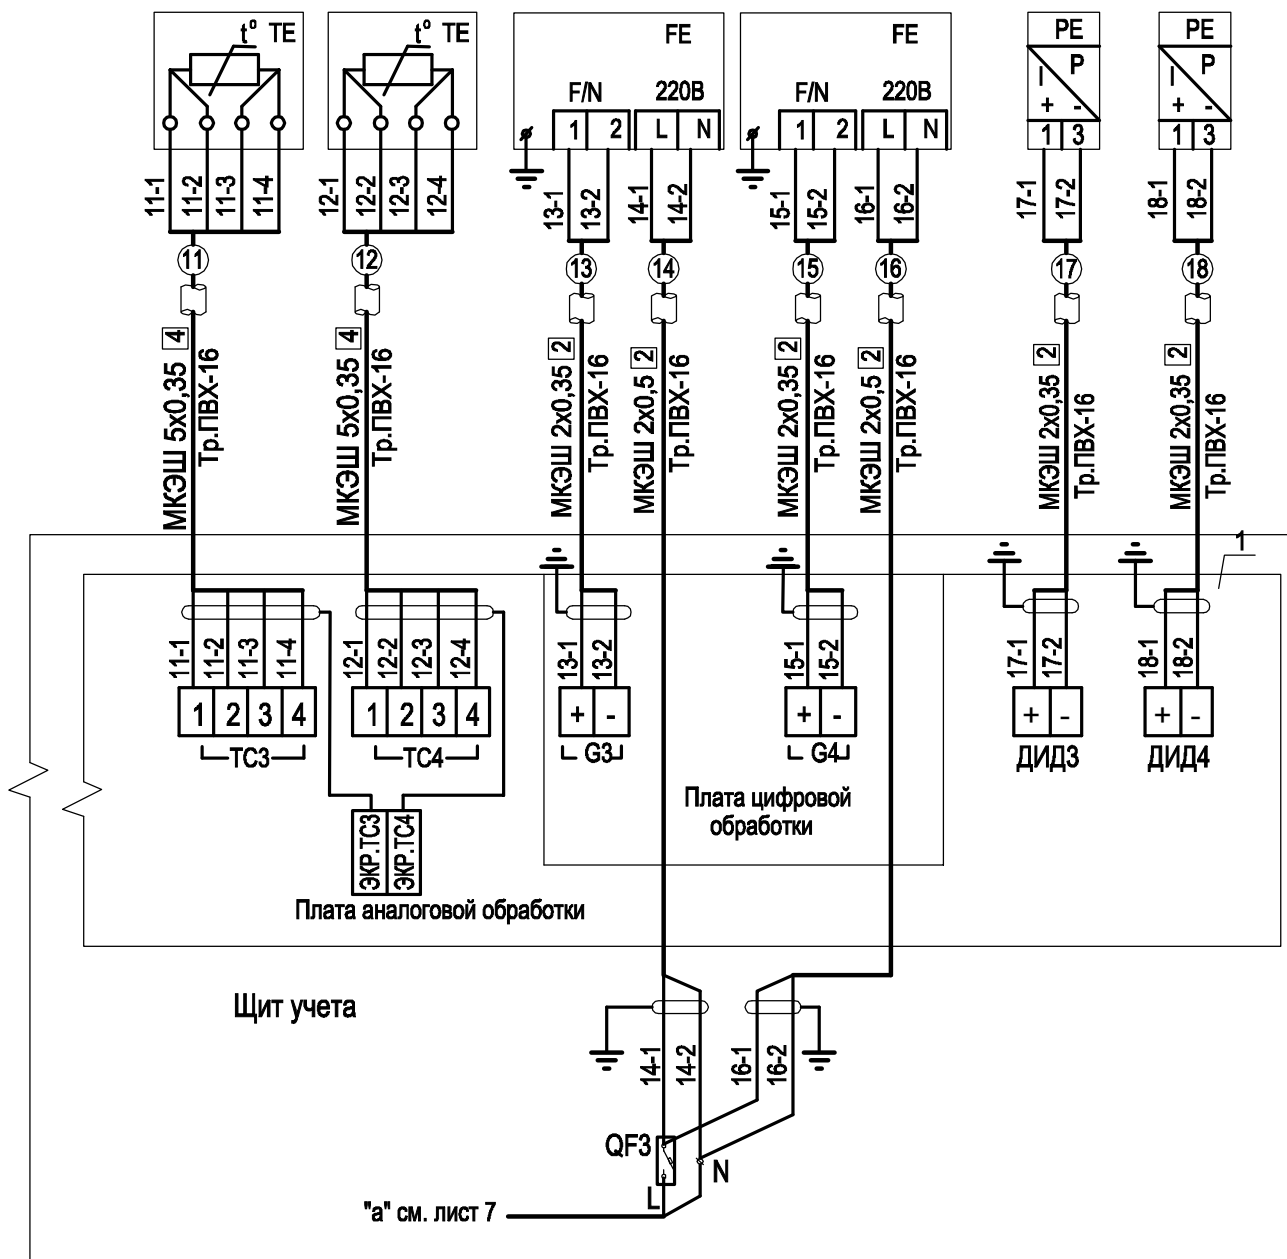 t° TE
t° TE
FE
FE
PE
PE
I P
+ -
I P
+ -
F/N
220В
F/N
220В
1 2
L N
1 2
L N
1 3
1 3
11-1
11-2
11-3
11-4
12-1
12-2
12-3
12-4
13-1
13-2
14-1
14-2
15-1
15-2
16-1
16-2
17-1
17-2
18-1
18-2
11
12
13
14
15
16
17
18
МКЭШ 5х0,35 4
Тр.ПВХ-16
МКЭШ 5х0,35 4
Тр.ПВХ-16
МКЭШ 2х0,35 2
Тр.ПВХ-16
МКЭШ 2х0,5 2
Тр.ПВХ-16
МКЭШ 2х0,35 2
Тр.ПВХ-16
МКЭШ 2х0,5 2
Тр.ПВХ-16
МКЭШ 2х0,35 2
Тр.ПВХ-16
МКЭШ 2х0,35 2
Тр.ПВХ-16
1
11-1
11-2
11-3
11-4
12-1
12-2
12-3
12-4
13-1
13-2
15-1
15-2
17-1
17-2
18-1
18-2
1 2 3 4
1 2 3 4
+ -
+ -
+ -
+ -
ТС3
ТС4
G3
G4
ДИД3
ДИД4
Плата цифровой
обработки
ЭКР.ТС3
ЭКР.ТС4
Плата аналоговой обработки
Щит учета
14-1
14-2
16-1
16-2
QF3
N
L
"а" см. лист 7